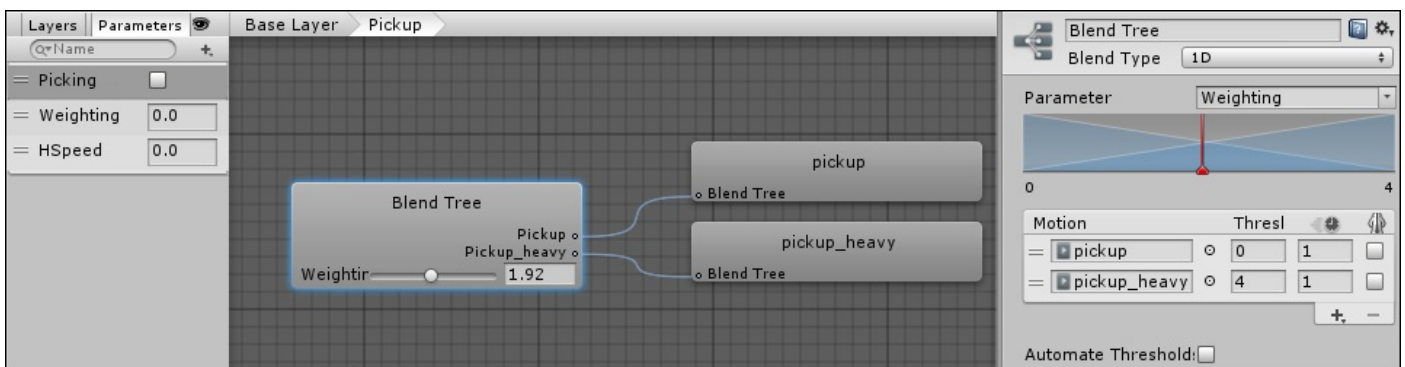 Layers Parameters
Name
Picking
Weighting 0.0
HSpeed 0.0
Base Layer Pickup
Blend Tree
Pickup
Pickup_heavy
Weightir 1.92
pickup
Blend Tree
pickup_heavy
Blend Tree
Blend Tree
Blend Type 1D
Parameter Weighting
0 4
Motion Thresl
pickup 0 1
pickup_heavy 4 1
Automate Threshold: